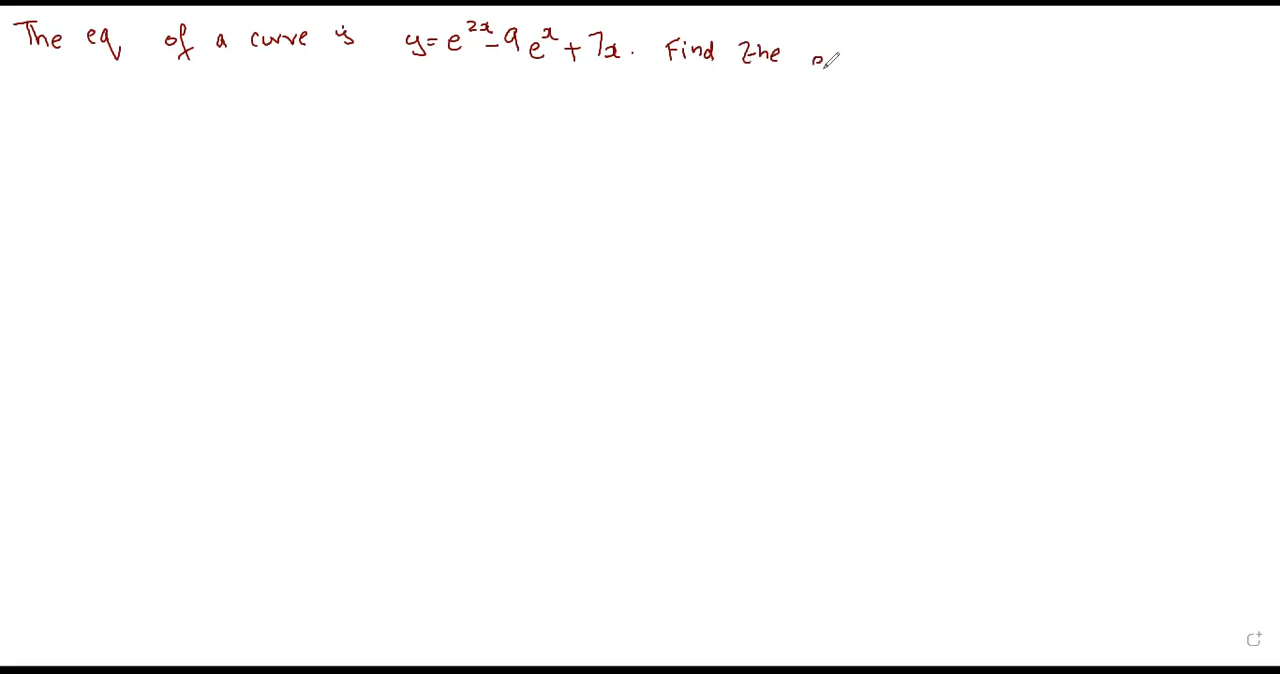 The eq of a curve is y=e^{2x}-9e^x+7x. Find the